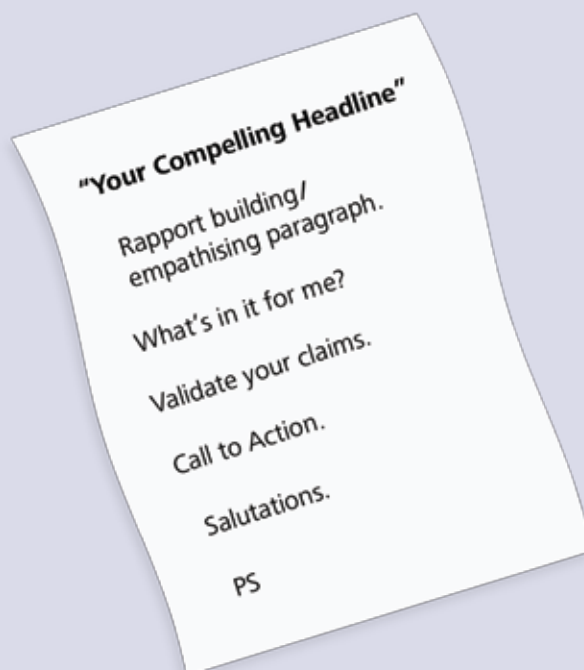 “Your Compelling Headline”
Rapport building/
empathising paragraph.
What’s in it for me?
Validate your claims.
Call to Action.
Salutations.
PS